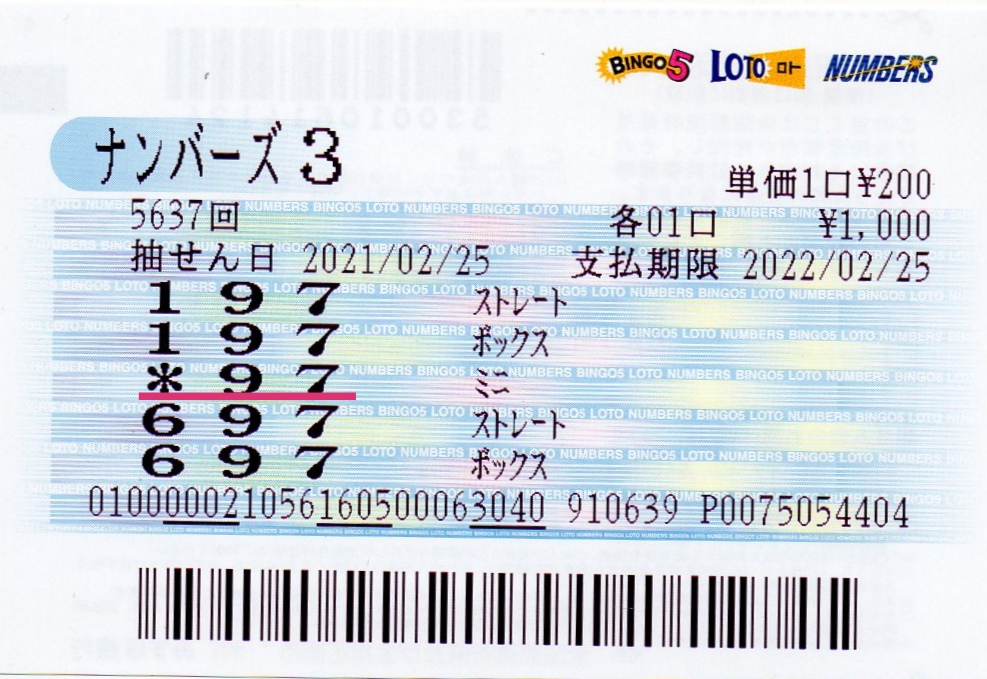 BINGO5 LOTO ロト NUMBERS
ナンバーズ3
単価1口¥200
5637回 各01口 ¥1,000
抽せん日 2021/02/25 支払期限 2022/02/25
1 9 7 ストレート
1 9 7 ボックス
* 9 7 ミニ
6 9 7 ストレート
6 9 7 ボックス
010000021056160500063040 910639 P0075054404